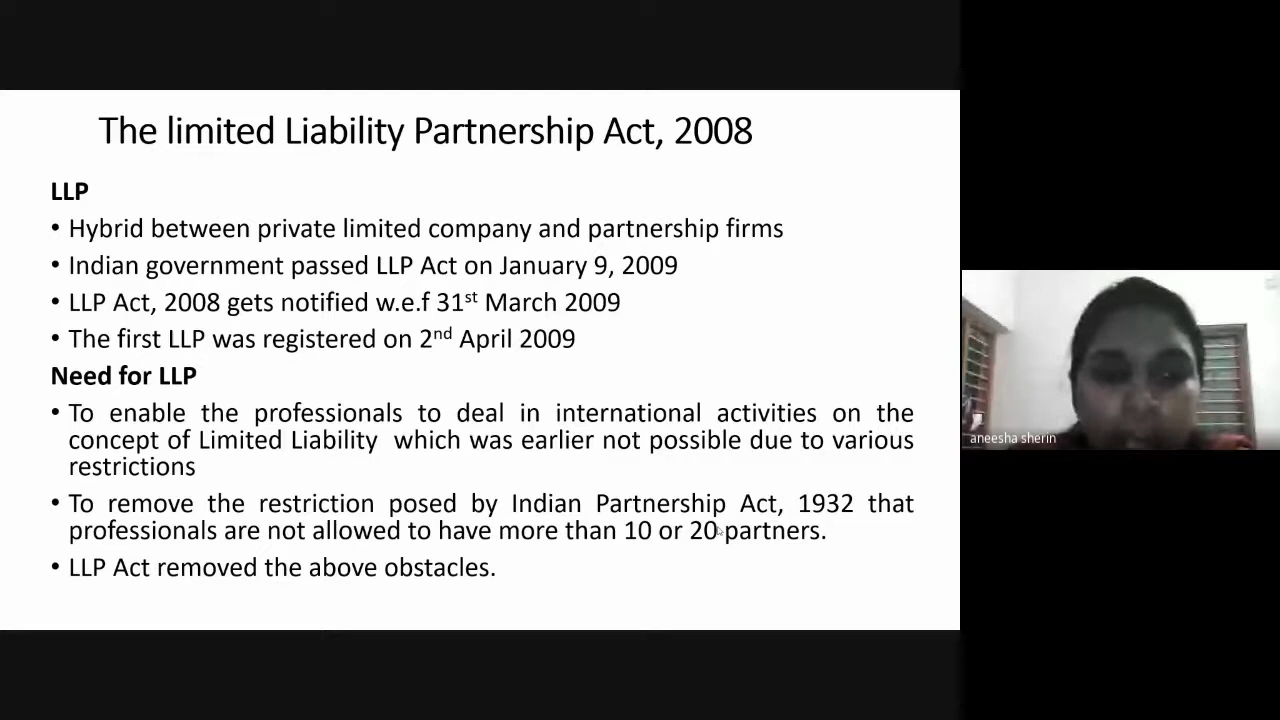 The limited Liability Partnership Act, 2008
LLP
• Hybrid between private limited company and partnership firms
• Indian government passed LLP Act on January 9, 2009
• LLP Act, 2008 gets notified w.e.f 31st March 2009
• The first LLP was registered on 2nd April 2009
Need for LLP
• To enable the professionals to deal in international activities on the
concept of Limited Liability which was earlier not possible due to various
restrictions
• To remove the restriction posed by Indian Partnership Act, 1932 that
professionals are not allowed to have more than 10 or 20 partners.
• LLP Act removed the above obstacles.
aneesha sherin